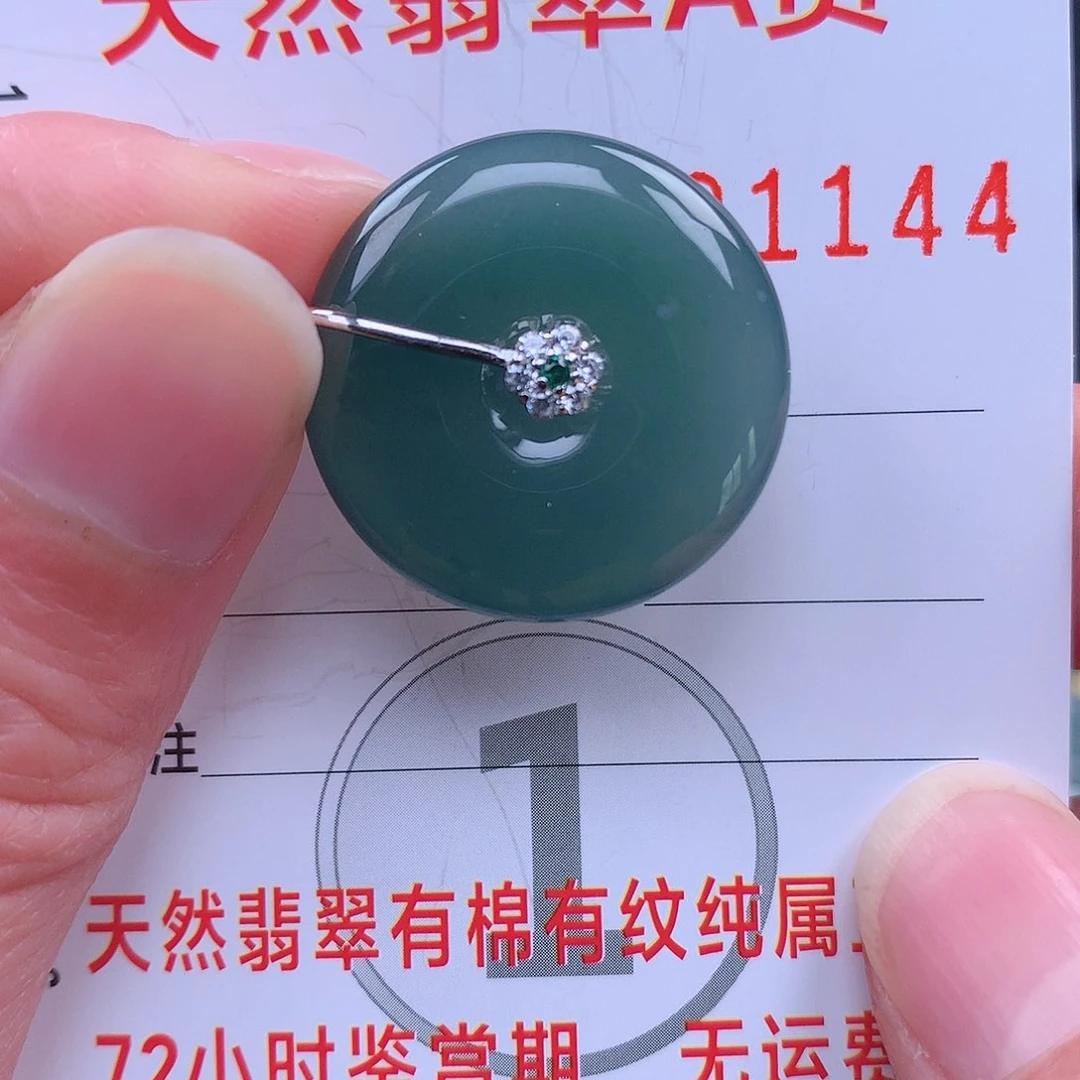 天然翡翠A货
1144
注
1
天然翡翠有棉有纹纯属
72小时鉴赏期 无运费